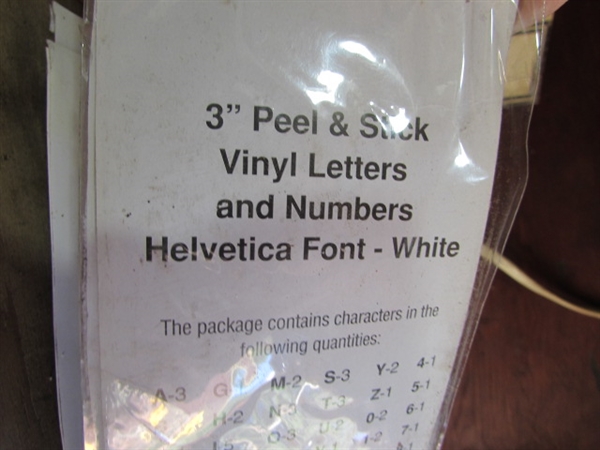 3” Peel & Stick
Vinyl Letters
and Numbers
Helvetica Font - White
The package contains characters in the
following quantities:
A-3 M-2 S-3 Y-2 4-1
H-2 T-3 Z-1 5-1
O-3 U-2 0-2 6-1
7-1